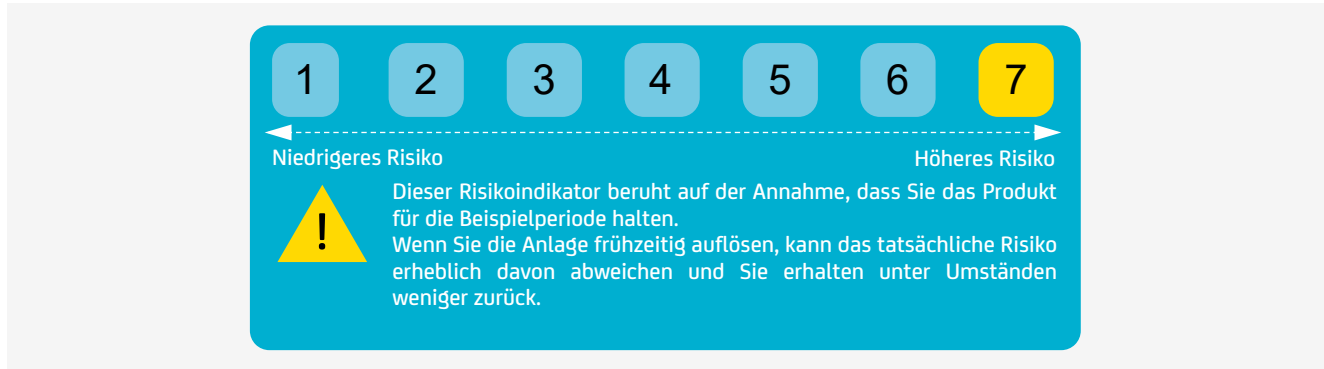 1 2 3 4 5 6 7
Niedrigeres Risiko Höheres Risiko
!
Dieser Risikoindikator beruht auf der Annahme, dass Sie das Produkt
für die Beispielperiode halten.
Wenn Sie die Anlage frühzeitig auflösen, kann das tatsächliche Risiko
erheblich davon abweichen und Sie erhalten unter Umständen
weniger zurück.